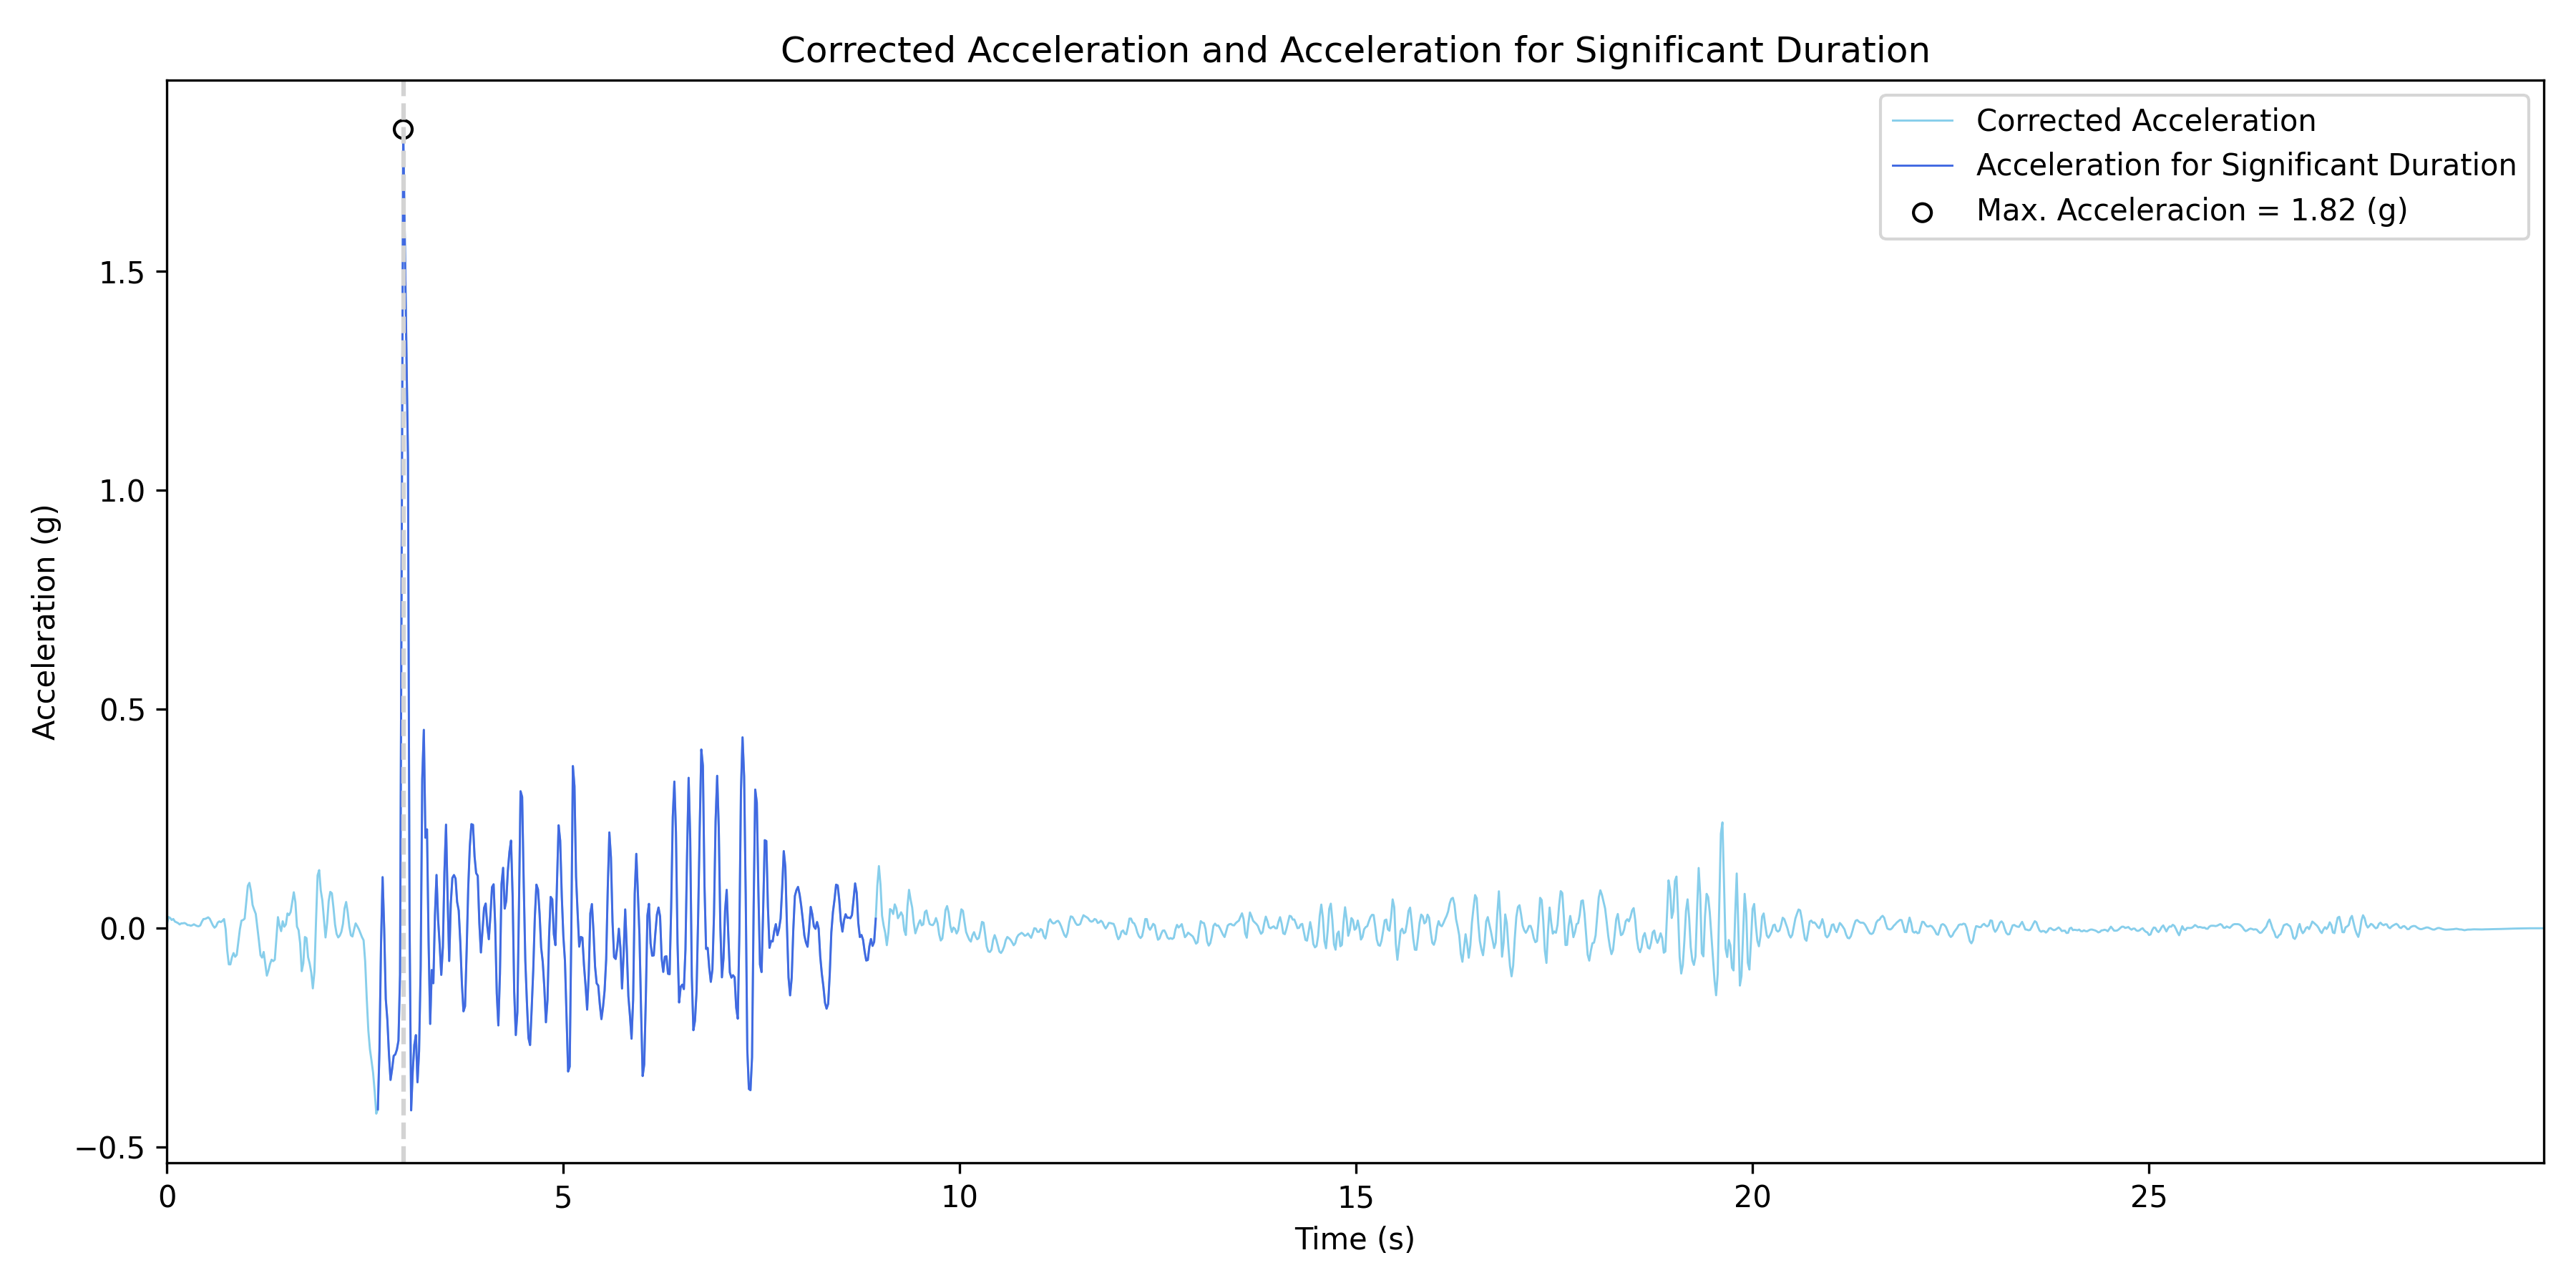 Corrected Acceleration and Acceleration for Significant Duration
Corrected Acceleration
Acceleration for Significant Duration
Max. Acceleracion = 1.82 (g)
Acceleration (g)
1.5
1.0
0.5
0.0
−0.5
0 5 10 15 20 25
Time (s)